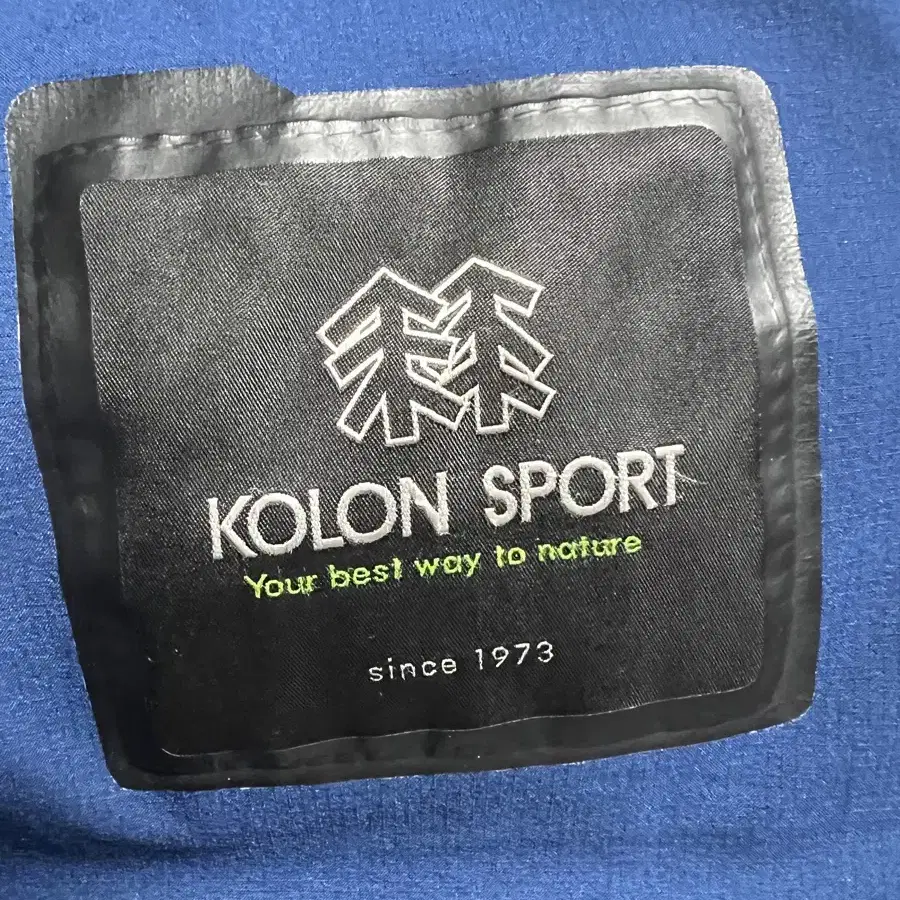 KOLON SPORT
Your best way to nature
since 1973